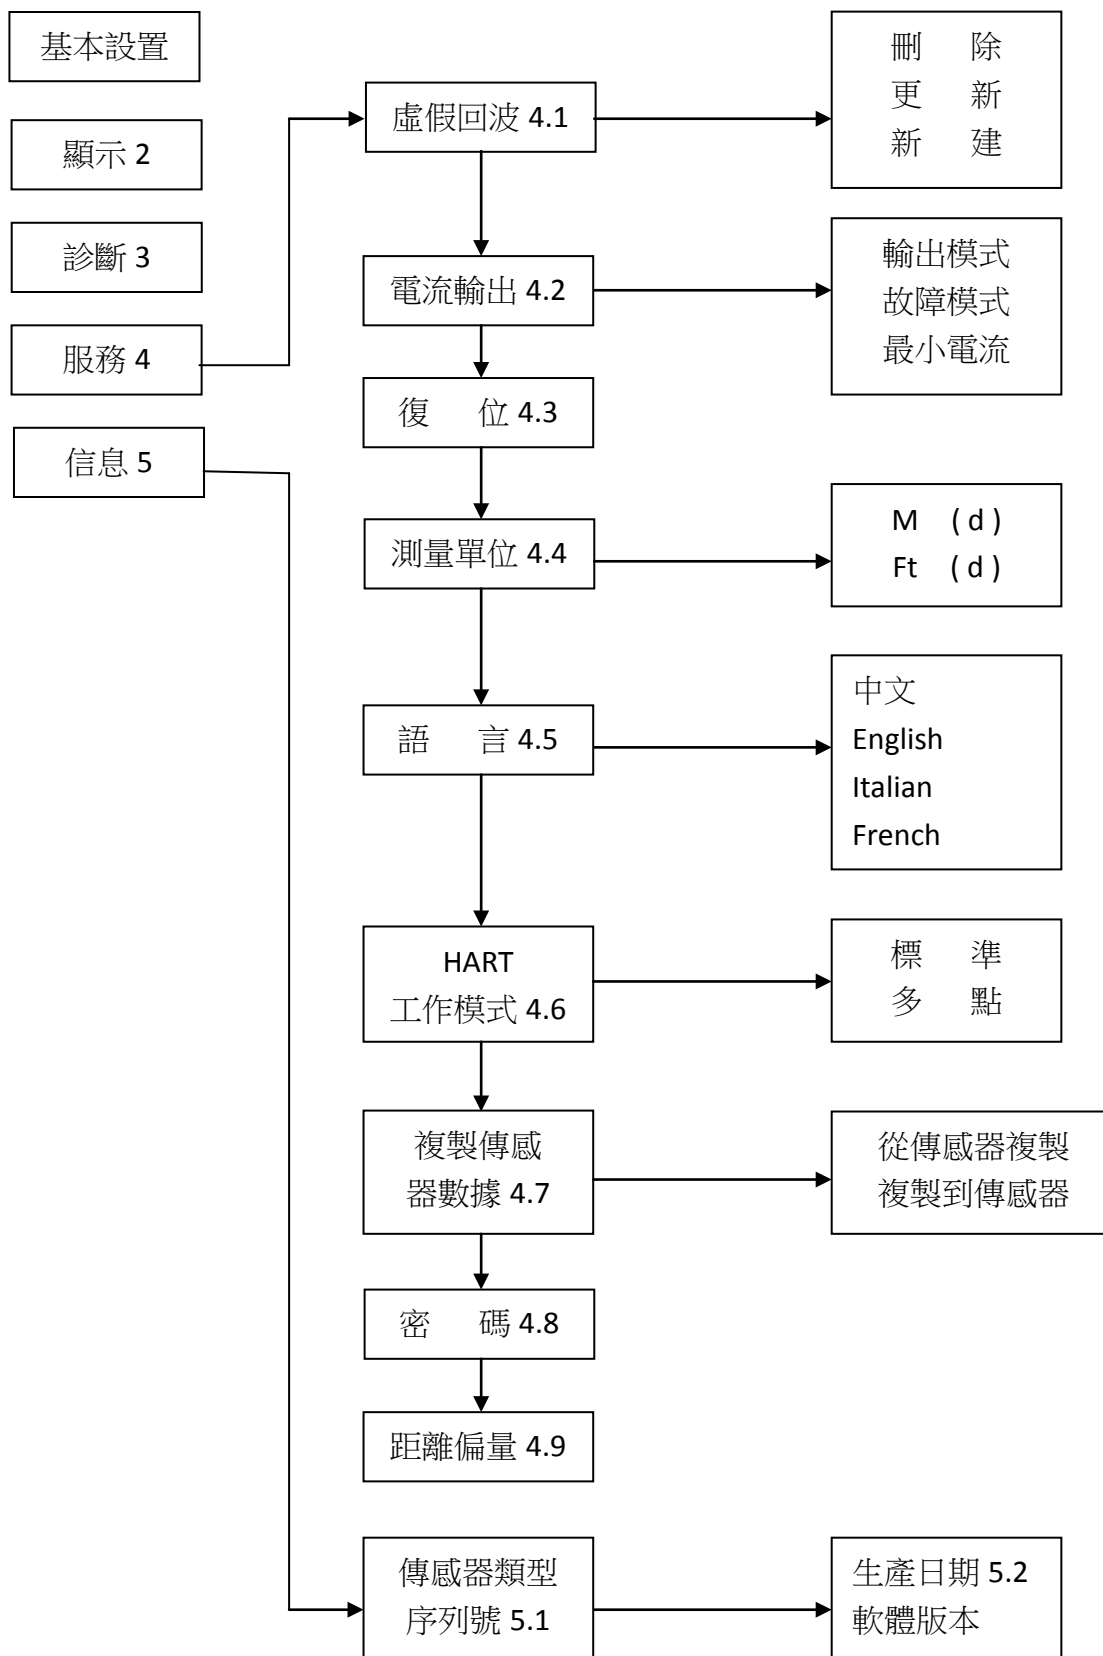 基本設置
顯示 2
診斷 3
服務 4
信息 5
虛假回波 4.1
刪 除
更 新
新 建
電流輸出 4.2
輸出模式
故障模式
最小電流
復 位 4.3
測量單位 4.4
M ( d )
Ft ( d )
語 言 4.5
中文
English
Italian
French
HART
工作模式 4.6
標 準
多 點
複製傳感
器數據 4.7
從傳感器複製
複製到傳感器
密 碼 4.8
距離偏量 4.9
傳感器類型
序列號 5.1
生產日期 5.2
軟體版本